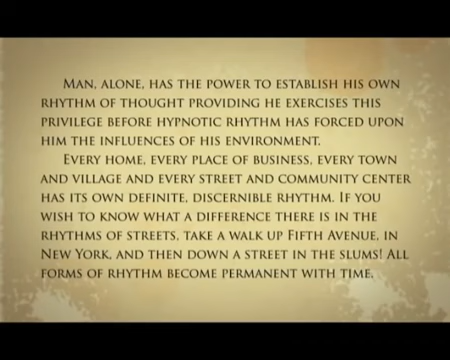 MAN, ALONE, HAS THE POWER TO ESTABLISH HIS OWN
RHYTHM OF THOUGHT PROVIDING HE EXERCISES THIS
PRIVILEGE BEFORE HYPNOTIC RHYTHM HAS FORCED UPON
HIM THE INFLUENCES OF HIS ENVIRONMENT.
EVERY HOME, EVERY PLACE OF BUSINESS, EVERY TOWN
AND VILLAGE AND EVERY STREET AND COMMUNITY CENTER
HAS ITS OWN DEFINITE, DISCERNIBLE RHYTHM. IF YOU
WISH TO KNOW WHAT A DIFFERENCE THERE IS IN THE
RHYTHMS OF STREETS, TAKE A WALK UP FIFTH AVENUE, IN
NEW YORK, AND THEN DOWN A STREET IN THE SLUMS! ALL
FORMS OF RHYTHM BECOME PERMANENT WITH TIME.